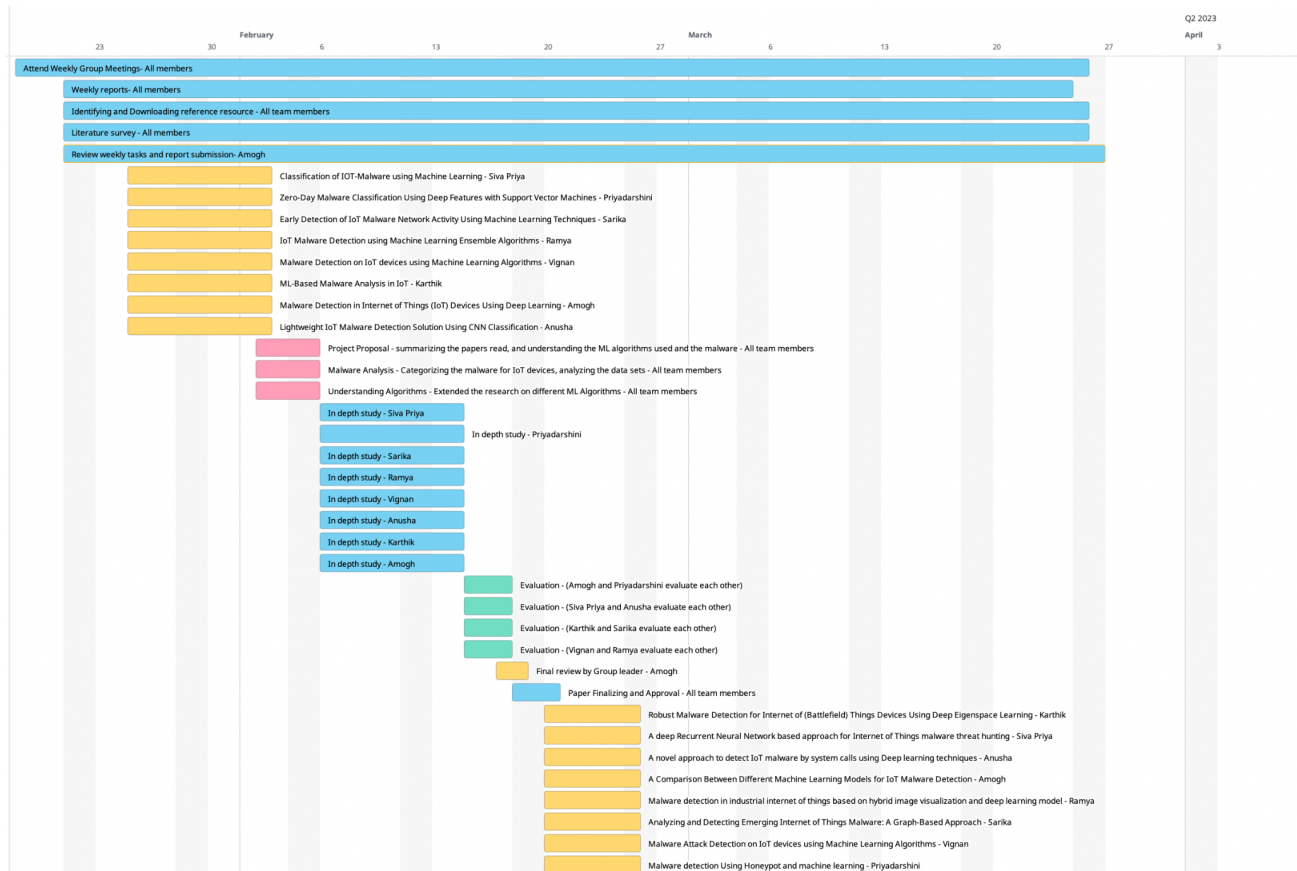 Q2 2023
February
March
April
23
30
6
13
20
27
6
13
20
27
3
Attend Weekly Group Meetings- All members
Weekly reports- All members
Identifying and Downloading reference resource - All team members
Literature survey - All members
Review weekly tasks and report submission- Amogh
Classification of IOT-Malware using Machine Learning - Siva Priya
Zero-Day Malware Classification Using Deep Features with Support Vector Machines - Priyadarshini
Early Detection of IoT Malware Network Activity Using Machine Learning Techniques - Sarika
IoT Malware Detection using Machine Learning Ensemble Algorithms - Ramya
Malware Detection on IoT devices using Machine Learning Algorithms - Vignan
ML-Based Malware Analysis in IoT - Karthik
Malware Detection in Internet of Things (IoT) Devices Using Deep Learning - Amogh
Lightweight IoT Malware Detection Solution Using CNN Classification - Anusha
Project Proposal - summarizing the papers read, and understanding the ML algorithms used and the malware - All team members
Malware Analysis - Categorizing the malware for IoT devices, analyzing the data sets - All team members
Understanding Algorithms - Extended the research on different ML Algorithms - All team members
In depth study - Siva Priya
In depth study - Priyadarshini
In depth study - Sarika
In depth study - Ramya
In depth study - Vignan
In depth study - Anusha
In depth study - Karthik
In depth study - Amogh
Evaluation - (Amogh and Priyadarshini evaluate each other)
Evaluation - (Siva Priya and Anusha evaluate each other)
Evaluation - (Karthik and Sarika evaluate each other)
Evaluation - (Vignan and Ramya evaluate each other)
Final review by Group leader - Amogh
Paper Finalizing and Approval - All team members
Robust Malware Detection for Internet of (Battlefield) Things Devices Using Deep Eigenspace Learning - Karthik
A deep Recurrent Neural Network based approach for Internet of Things malware threat hunting - Siva Priya
A novel approach to detect IoT malware by system calls using Deep learning techniques - Anusha
A Comparison Between Different Machine Learning Models for IoT Malware Detection - Amogh
Malware detection in industrial internet of things based on hybrid image visualization and deep learning model - Ramya
Analyzing and Detecting Emerging Internet of Things Malware: A Graph-Based Approach - Sarika
Malware Attack Detection on IoT devices using Machine Learning Algorithms - Vignan
Malware detection Using Honeypot and machine learning - Priyadarshini